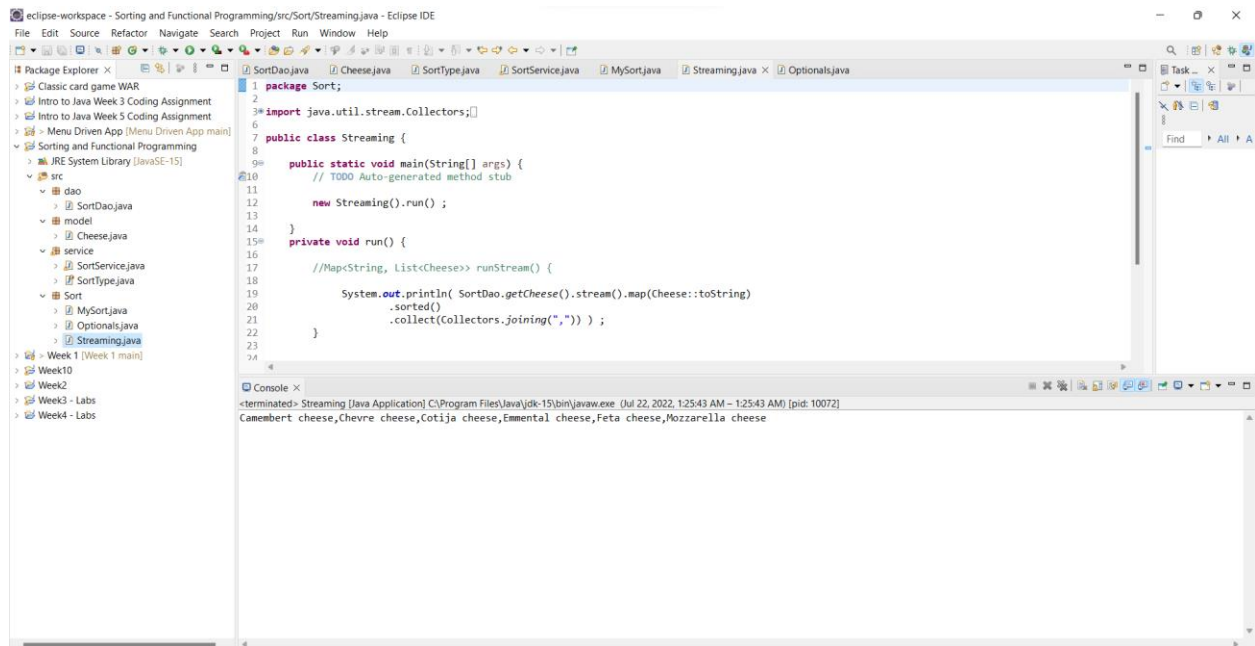 eclipse-workspace - Sorting and Functional Programming/src/Sort/Streaming.java - Eclipse IDE
File Edit Source Refactor Navigate Search Project Run Window Help
Package Explorer
SortDao.java Cheese.java SortType.java SortService.java MySort.java Streaming.java Optionals.java
Task
Classic card game WAR
Intro to Java Week 3 Coding Assignment
Intro to Java Week 5 Coding Assignment
> Menu Driven App [Menu Driven App main]
Sorting and Functional Programming
JRE System Library [JavaSE-15]
src
dao
SortDao.java
model
Cheese.java
service
SortService.java
SortType.java
Sort
MySort.java
Optionals.java
Streaming.java
> Week 1 [Week 1 main]
Week10
Week2
Week3 - Labs
Week4 - Labs
1 package Sort;
2
3 import java.util.stream.Collectors;
6
7 public class Streaming {
8
9 public static void main(String[] args) {
10 // TODO Auto-generated method stub
11
12 new Streaming().run() ;
13
14 }
15 private void run() {
16
17 //Map<String, List<Cheese>> runStream() {
18
19 System.out.println( SortDao.getCheese().stream().map(Cheese::toString)
20 .sorted()
21 .collect(Collectors.joining(",")) ) ;
22 }
23
24
Find All A
Console
<terminated> Streaming [Java Application] C:\Program Files\Java\jdk-15\bin\javaw.exe (Jul 22, 2022, 1:25:43 AM – 1:25:43 AM) [pid: 10072]
Camembert cheese,Chevre cheese,Cotija cheese,Emmental cheese,Feta cheese,Mozzarella cheese